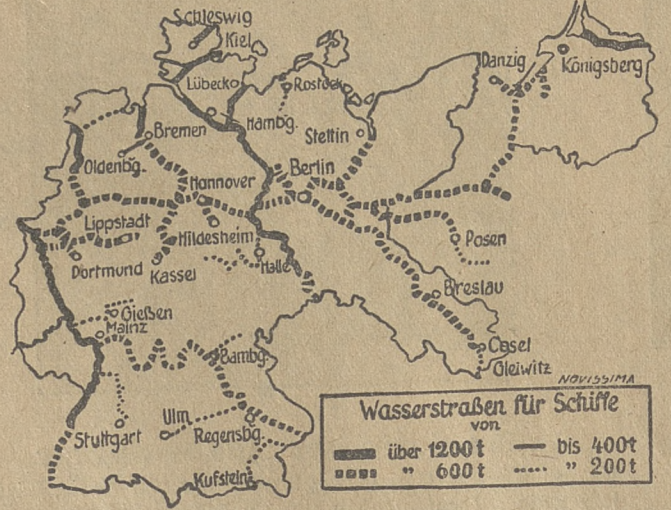 Schleswig
Kiel
Lübeck
Rostock
Danzig
Königsberg
Bremen
Hambg.
Stettin
Oldenbg.
Hannover
Berlin
Lippstadt
Hildesheim
Posen
Dortmund
Kassel
Halle
Breslau
Gießen
Mainz
Cosel
Gleiwitz
Bambg.
NOVISSIMA
Ulm
Stuttgart
Regensbg.
Kufstein
Wasserstraßen für Schiffe
von
über 1200 t
bis 400 t
" 600 t
" 200 t